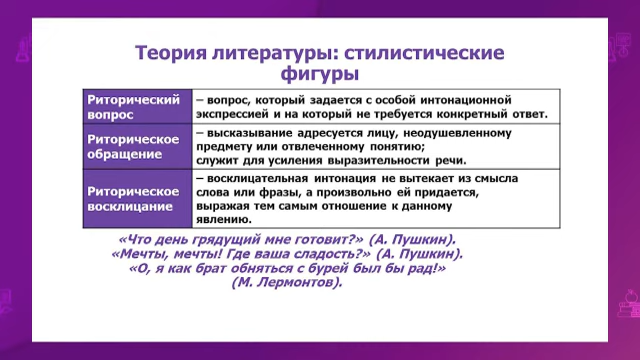 Теория литературы: стилистические
фигуры
Риторический
вопрос
– вопрос, который задается с особой интонационной
экспрессией и на который не требуется конкретный ответ.
Риторическое
обращение
– высказывание адресуется лицу, неодушевленному
предмету или отвлеченному понятию;
служит для усиления выразительности речи.
Риторическое
восклицание
– восклицательная интонация не вытекает из смысла
слова или фразы, а произвольно ей придается,
выражая тем самым отношение к данному
явлению.
«Что день грядущий мне готовит?» (А. Пушкин).
«Мечты, мечты! Где ваша сладость?» (А. Пушкин).
«О, я как брат обняться с бурей был бы рад!»
(М. Лермонтов).